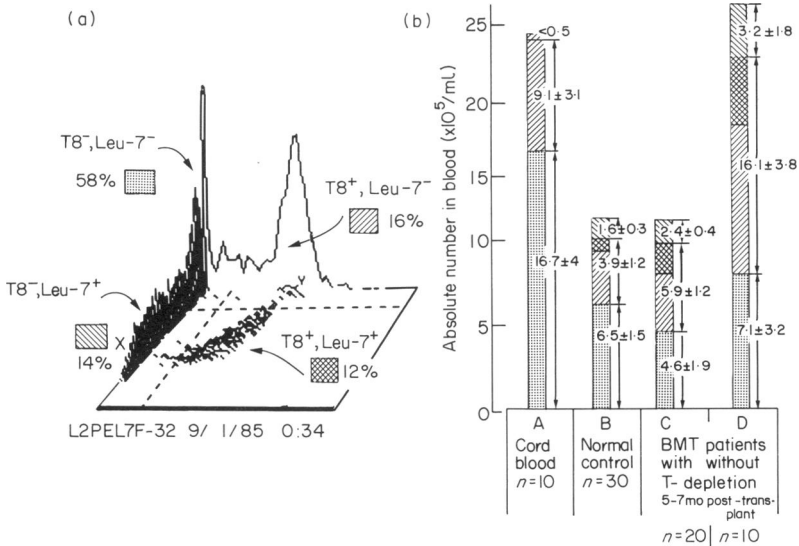 (a)
T8⁻, Leu-7⁻
58%
T8⁺, Leu-7⁻
16%
T8⁻, Leu-7⁺
14%
X
Y
T8⁺, Leu-7⁺
12%
L2PEL7F-32 9/ 1/85 0:34
(b)
Absolute number in blood (x10⁵/ml)
25
20
15
10
5
0
<0·5
9·1±3·1
16·7±4
1·6±0·3
3·9±1·2
6·5±1·5
2·4±0·4
5·9±1·2
4·6±1·9
3·2±1·8
16·1±3·8
7·1±3·2
A B C D
Cord
blood
n=10
Normal
control
n=30
BMT patients
with without
T- depletion
5-7mo post-trans-
plant
n=20 n=10